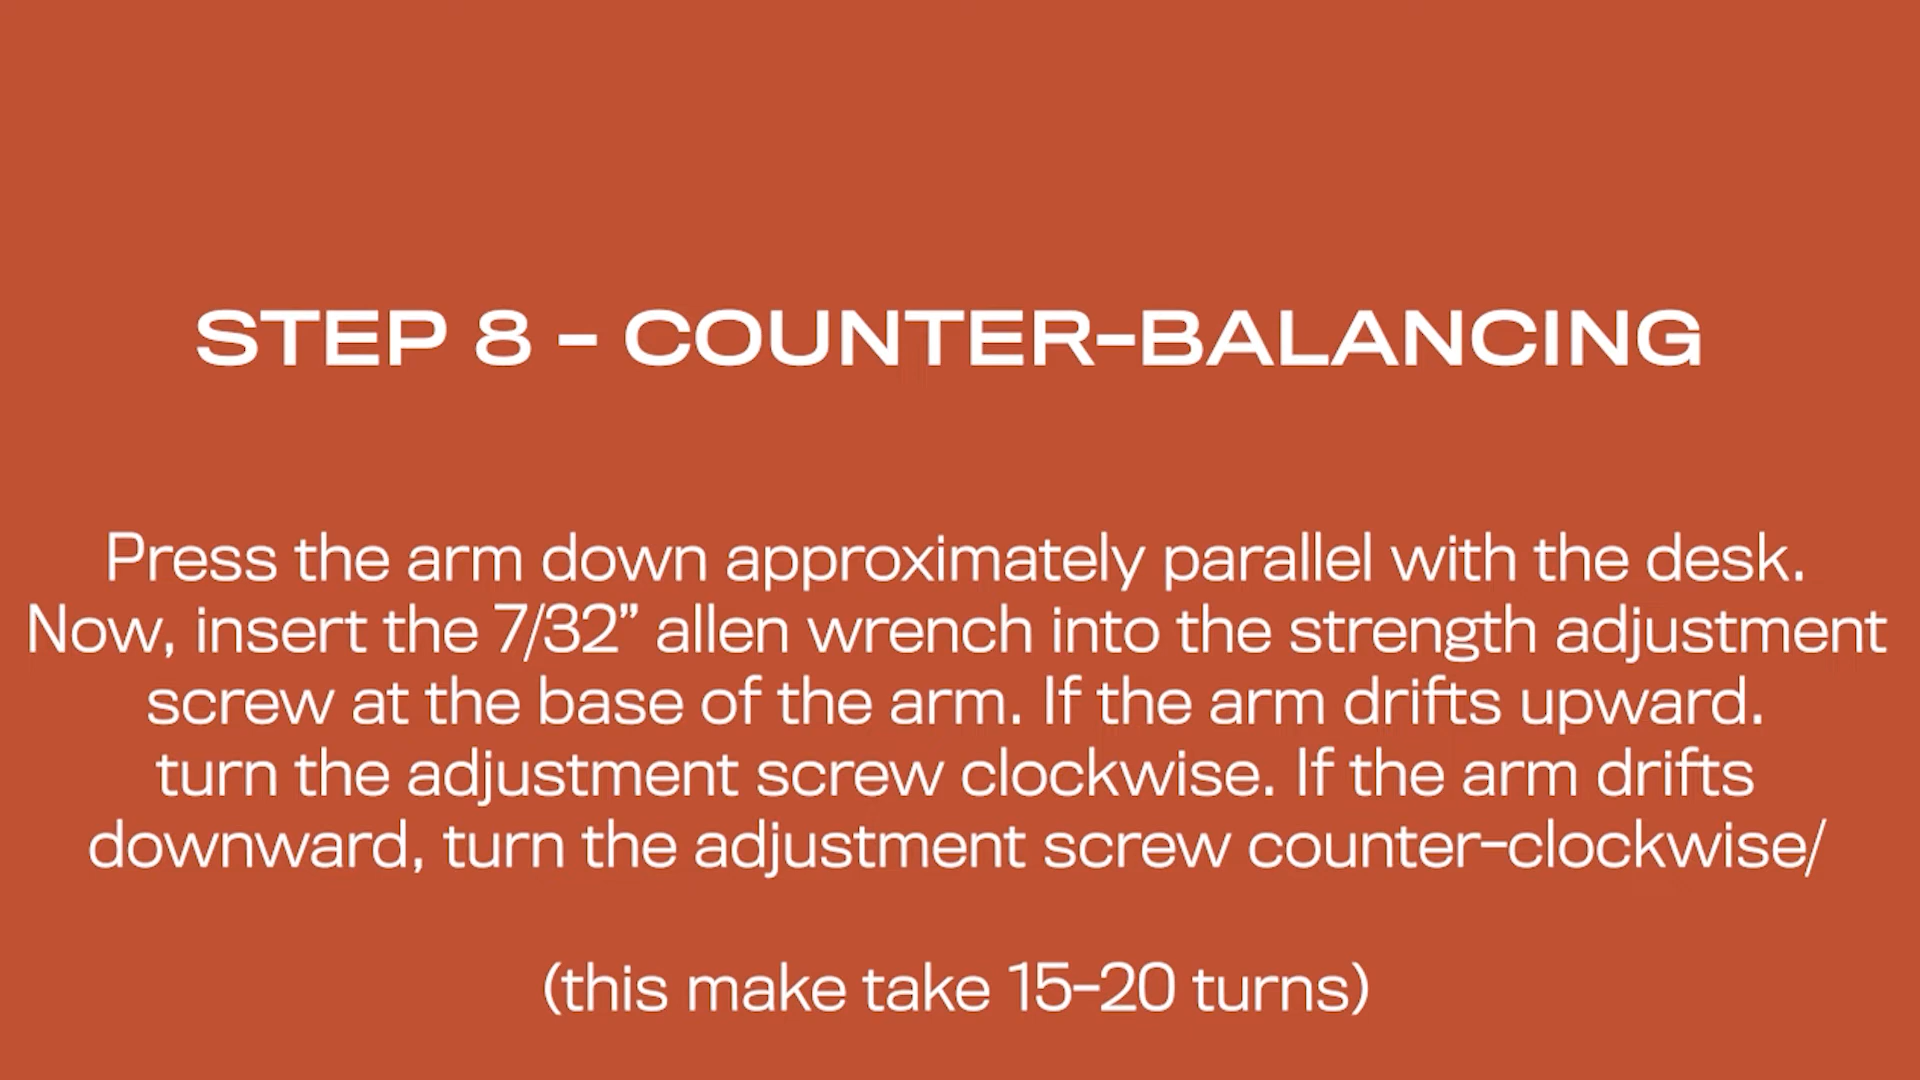 STEP 8 - COUNTER-BALANCING
Press the arm down approximately parallel with the desk.
Now, insert the 7/32” allen wrench into the strength adjustment
screw at the base of the arm. If the arm drifts upward.
turn the adjustment screw clockwise. If the arm drifts
downward, turn the adjustment screw counter-clockwise/
(this make take 15-20 turns)